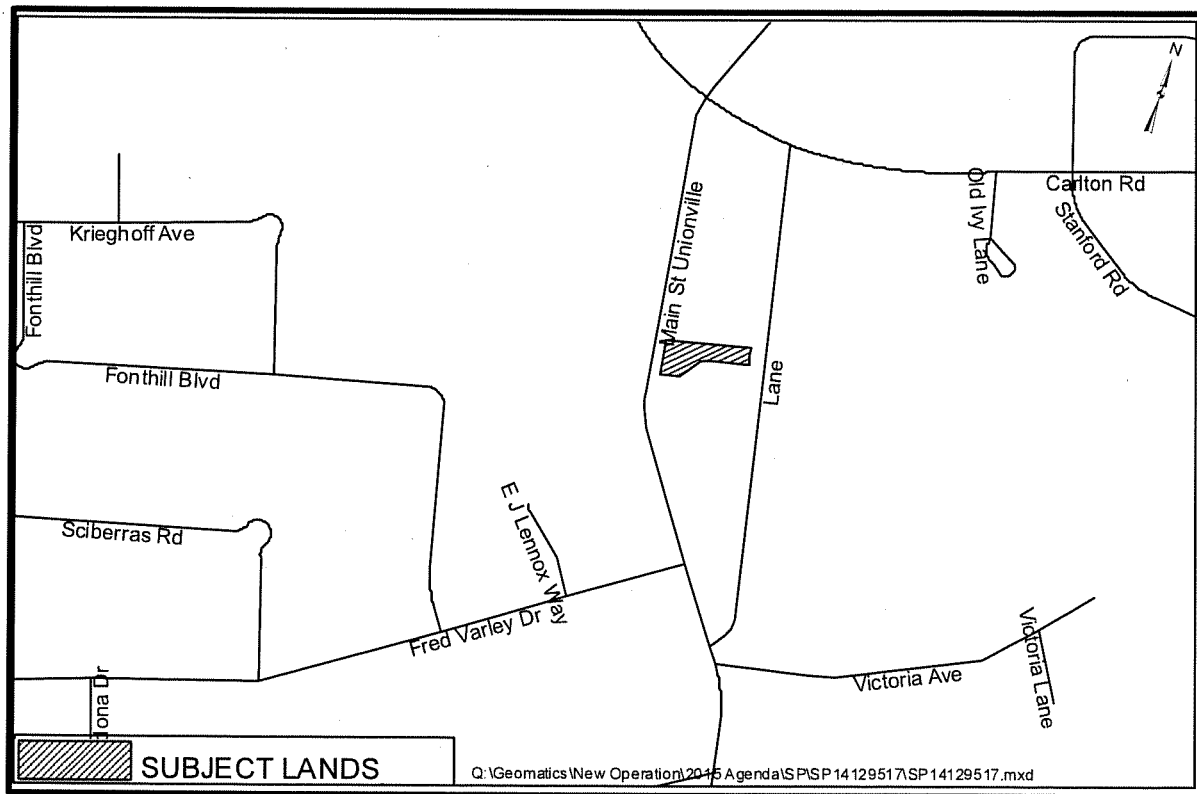 N
Carlton Rd
Old Ivy Lane
Stanford Rd
Main St Unionville
Krieghoff Ave
Fonthill Blvd
Fonthill Blvd
Lane
E J Lennox Way
Sciberras Rd
Fred Varley Dr
Victoria Lane
Victoria Ave
Iona Dr
SUBJECT LANDS
Q:\Geomatics\New Operation\2015 Agenda\SP\SP14129517\SP14129517.mxd